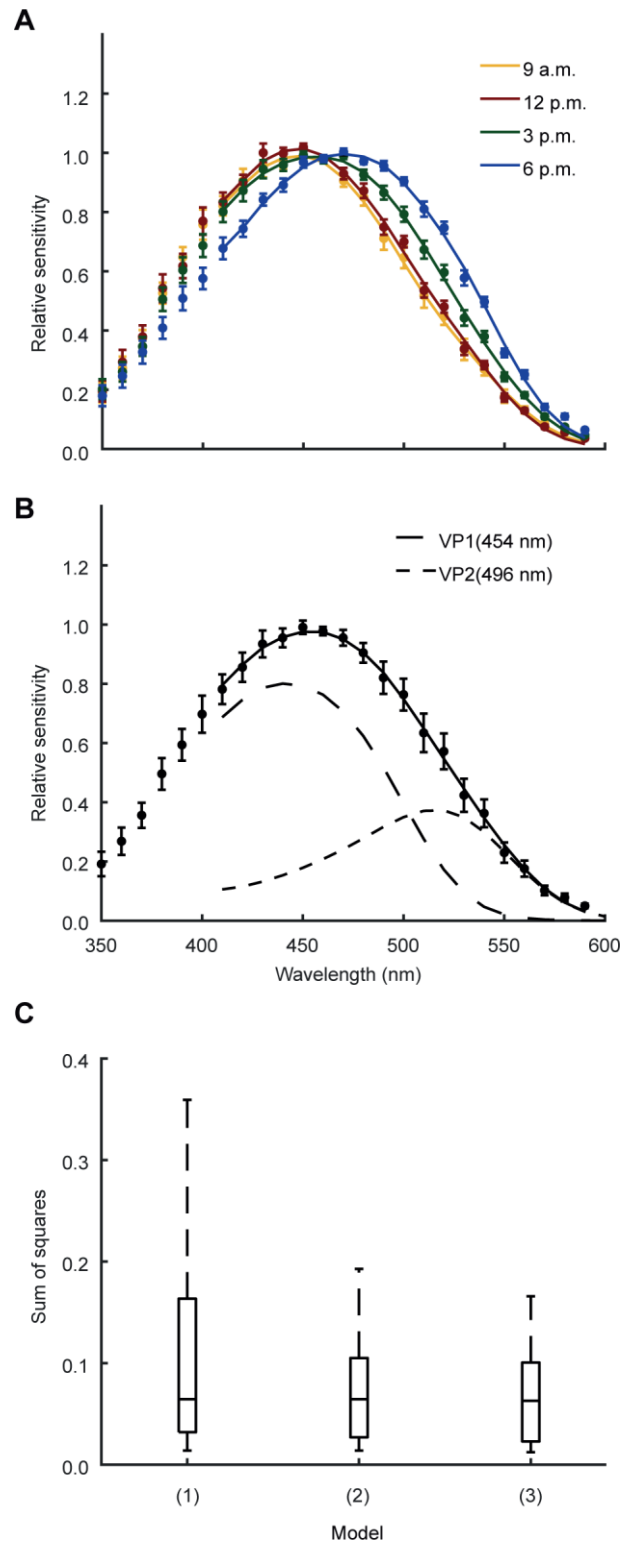 A
9 a.m.
12 p.m.
3 p.m.
6 p.m.
1.2
1.0
0.8
0.6
0.4
0.2
0.0
Relative sensitivity
B
VP1(454 nm)
VP2(496 nm)
1.2
1.0
0.8
0.6
0.4
0.2
0.0
Relative sensitivity
350 400 450 500 550 600
Wavelength (nm)
C
0.4
0.3
0.2
0.1
0.0
Sum of squares
(1) (2) (3)
Model